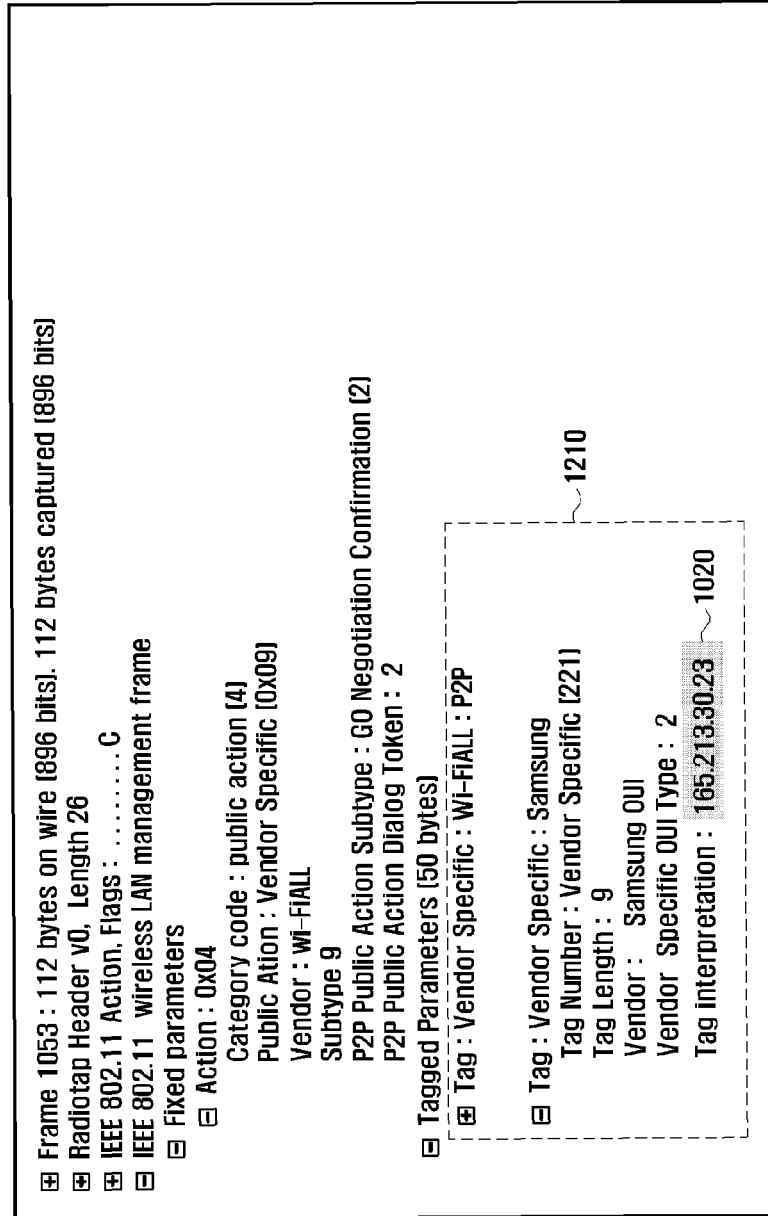 Frame 1053 : 112 bytes on wire (896 bits). 112 bytes captured (896 bits)
Radiotap Header v0, Length 26
IEEE 802.11 Action, Flags : ........C
IEEE 802.11 wireless LAN management frame
Fixed parameters
Action : 0x04
Category code : public action (4)
Public Ation : Vendor Specific (0x09)
Vendor : Wi-FiALL
Subtype 9
P2P Public Action Subtype : GO Negotiation Confirmation (2)
P2P Public Action Dialog Token : 2
Tagged Parameters (50 bytes)
Tag : Vendor Specific : Wi-FiALL : P2P
Tag : Vendor Specific : Samsung
Tag Number : Vendor Specific (221)
Tag Length : 9
Vendor : Samsung OUI
Vendor Specific OUI Type : 2
Tag interpretation : 165.213.30.23
1020
1210